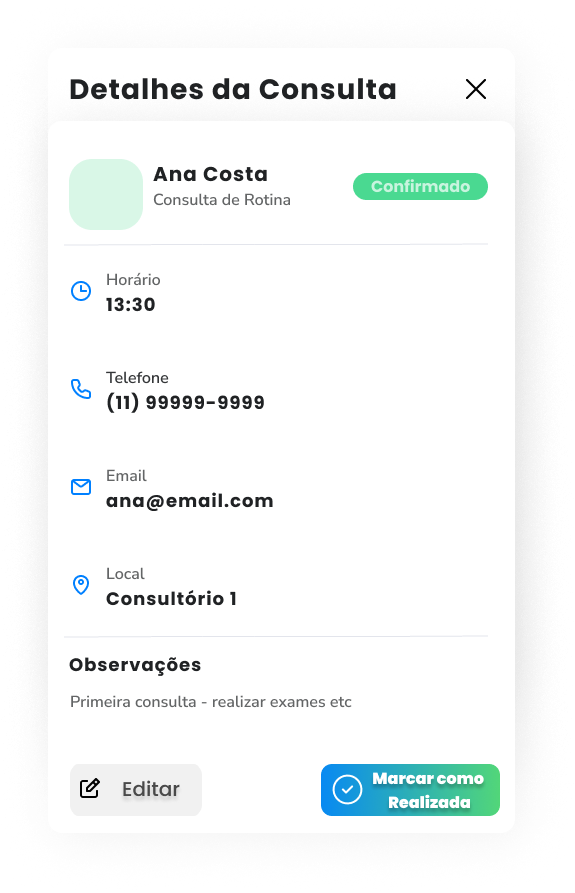 Detalhes da Consulta
Ana Costa
Consulta de Rotina
Confirmado
Horário
13:30
Telefone
(11) 99999-9999
Email
ana@email.com
Local
Consultório 1
Observações
Primeira consulta - realizar exames etc
Editar
Marcar como
Realizada